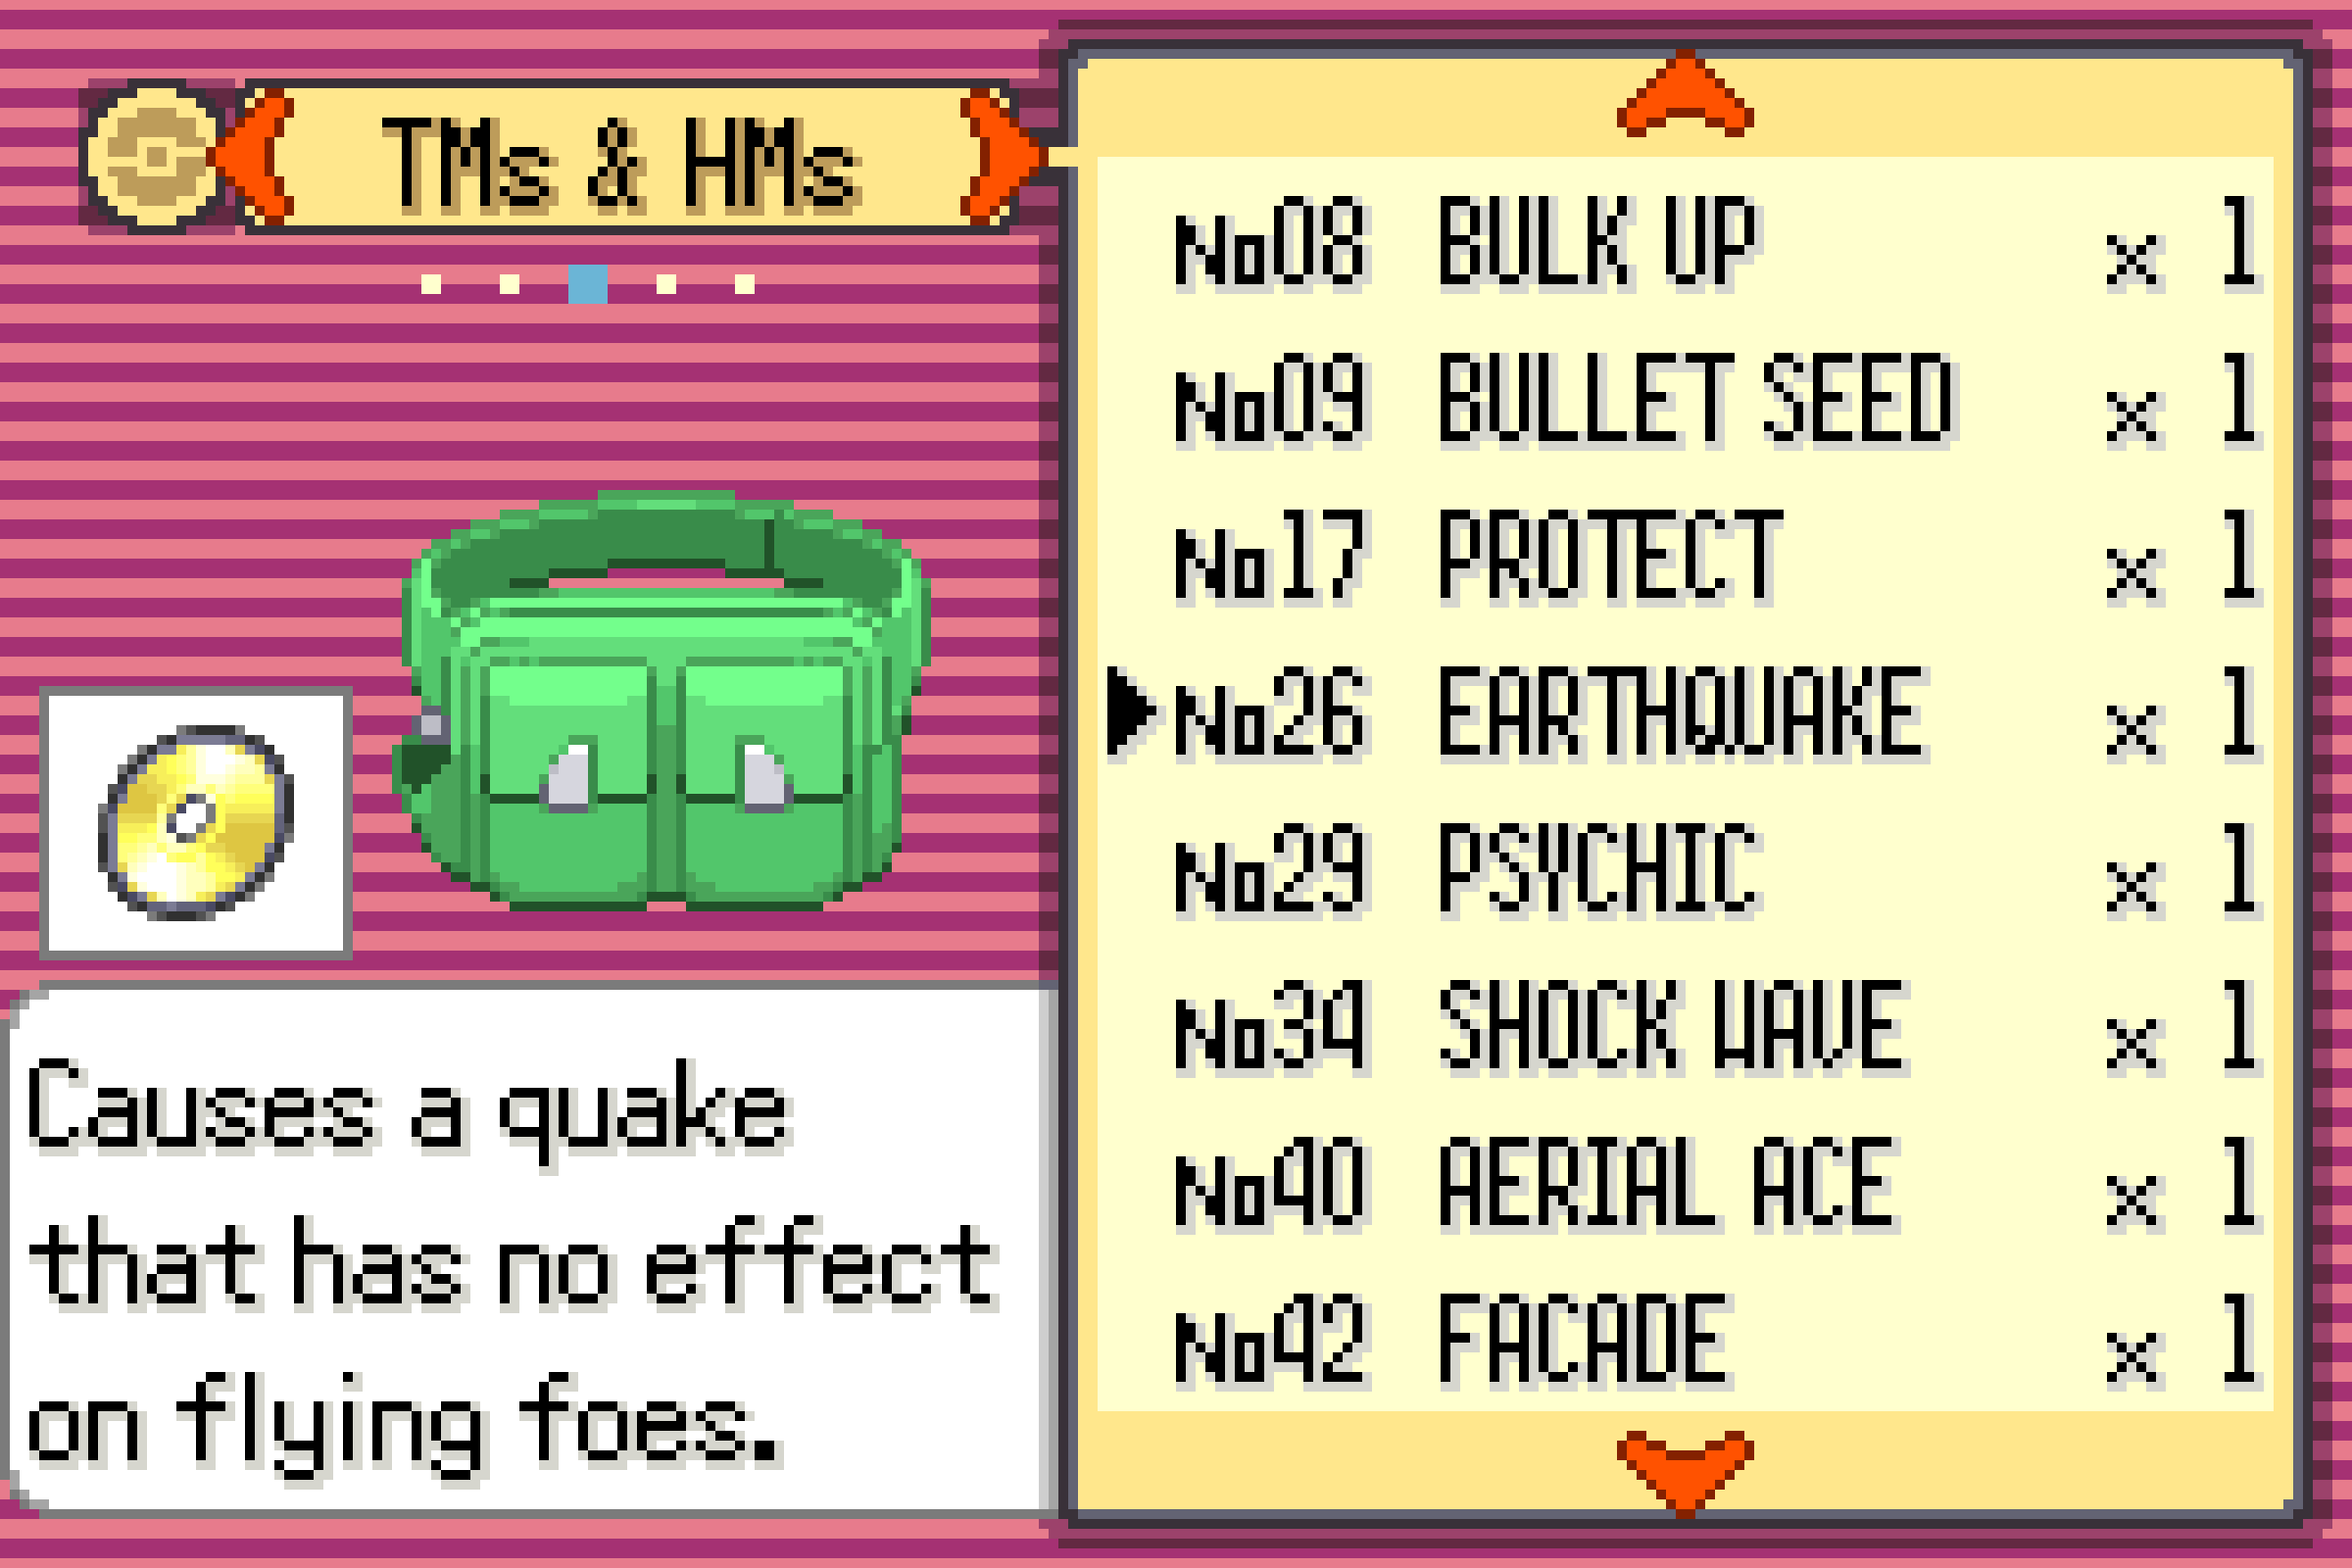 TMs & HMs
No08 BULK UP × 1
No09 BULLET SEED × 1
No17 PROTECT × 1
No26 EARTHQUAKE × 1
No29 PSYCHIC × 1
No34 SHOCK WAVE × 1
No40 AERIAL ACE × 1
No42 FACADE × 1
Causes a quake
that has no effect
on flying foes.